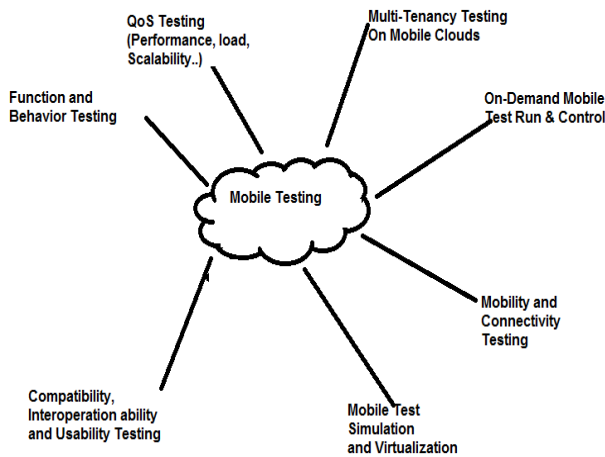 QoS Testing
(Performance, load,
Scalability..)
Multi-Tenancy Testing
On Mobile Clouds
Function and
Behavior Testing
On-Demand Mobile
Test Run & Control
Mobile Testing
Mobility and
Connectivity
Testing
Compatibility,
Interoperation ability
and Usability Testing
Mobile Test
Simulation
and Virtualization